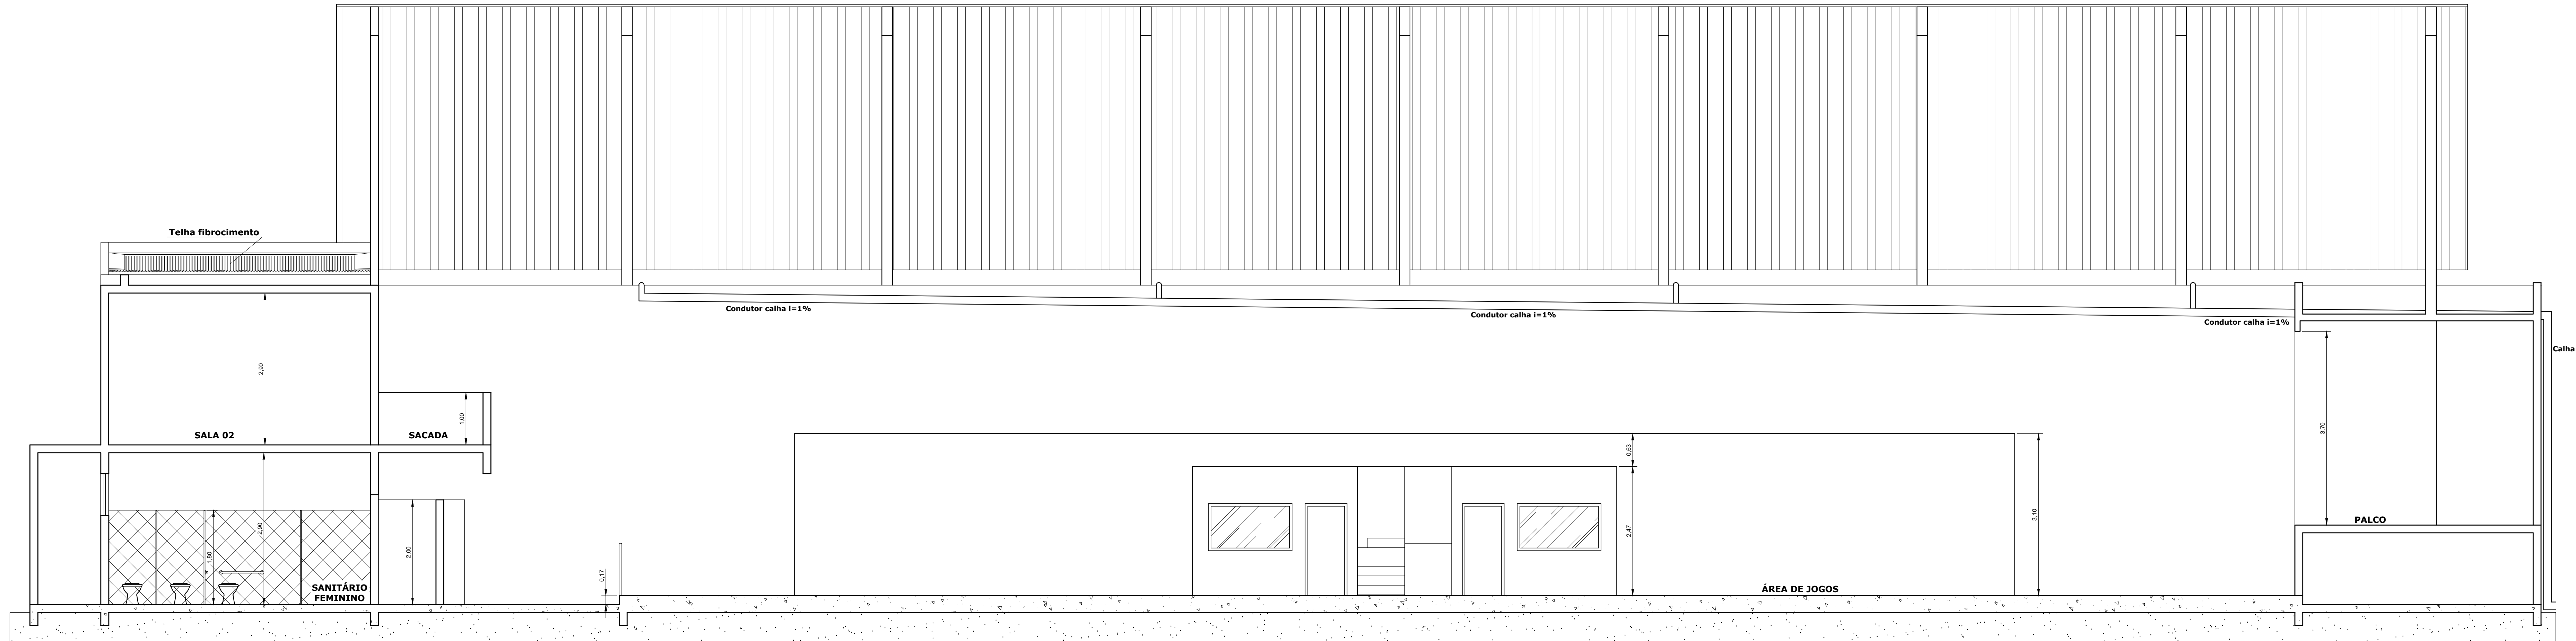 Telha fibrocimento
Condutor calha i=1%
Condutor calha i=1%
Condutor calha i=1%
Calha
2,90
1,00
3,70
SALA 02
SACADA
0,63
2,90
1,80
2,00
0,17
2,47
3,10
PALCO
SANITÁRIO
FEMININO
ÁREA DE JOGOS